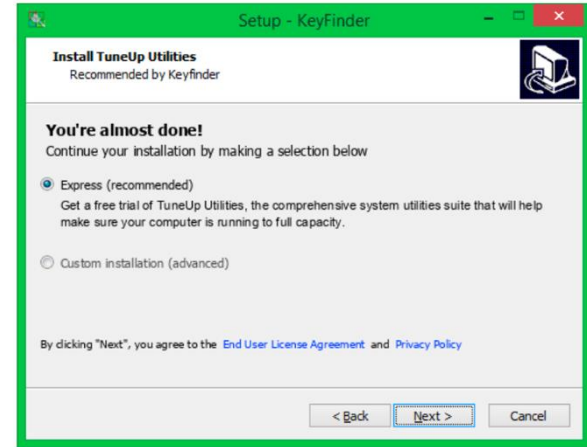 Setup - KeyFinder
Install TuneUp Utilities
Recommended by Keyfinder
You're almost done!
Continue your installation by making a selection below
Express (recommended)
Get a free trial of TuneUp Utilities, the comprehensive system utilities suite that will help
make sure your computer is running to full capacity.
Custom installation (advanced)
By clicking "Next", you agree to the End User License Agreement and Privacy Policy
< Back Next > Cancel